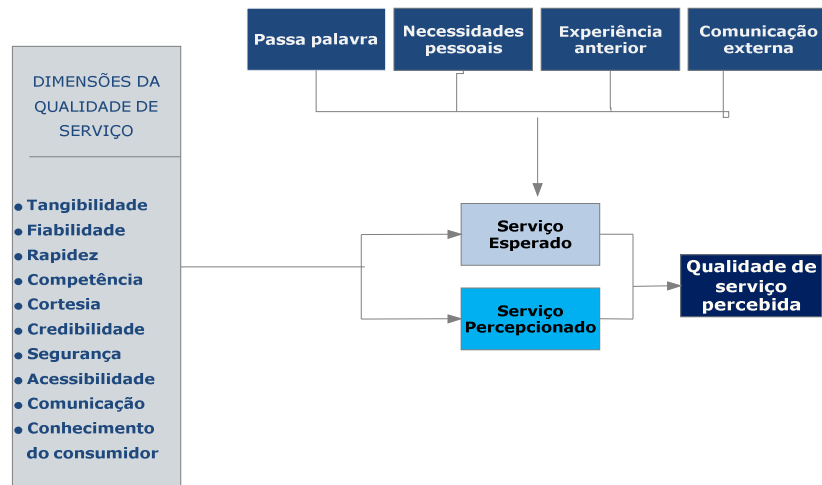 Passa palavra
Necessidades
pessoais
Experiência
anterior
Comunicação
externa
DIMENSÕES DA
QUALIDADE DE
SERVIÇO
Tangibilidade
Fiabilidade
Rapidez
Competência
Cortesia
Credibilidade
Segurança
Acessibilidade
Comunicação
Conhecimento
do consumidor
Serviço
Esperado
Serviço
Percepcionado
Qualidade de
serviço
percebida